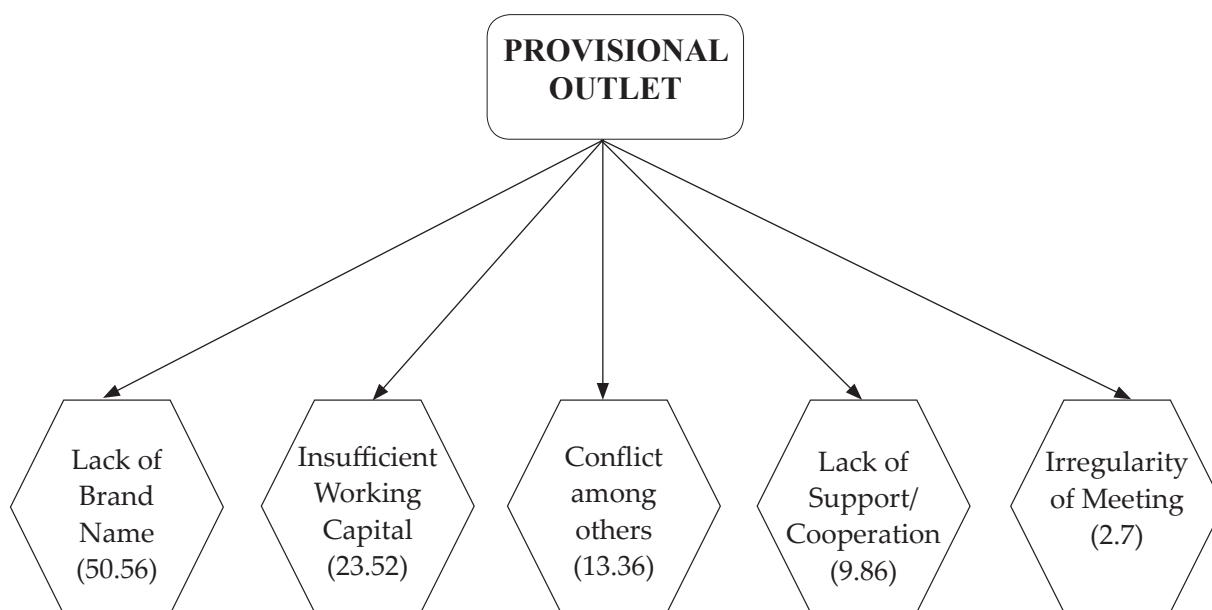 PROVISIONAL
OUTLET
Lack of
Brand
Name
(50.56)
Insufficient
Working
Capital
(23.52)
Conflict
among
others
(13.36)
Lack of
Support/
Cooperation
(9.86)
Irregularity
of Meeting
(2.7)